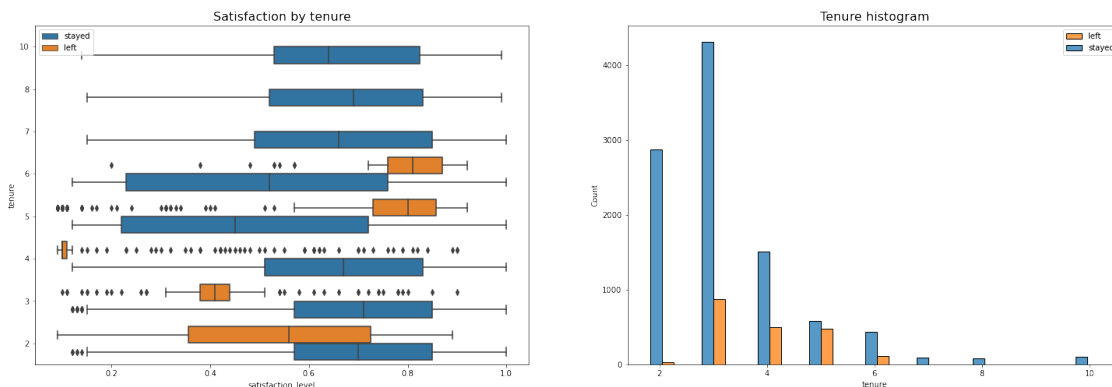 Satisfaction by tenure
stayed
left
10
8
7
6
5
4
3
2
tenure
0.2
0.4
0.6
0.8
1.0
satisfaction_level
Tenure histogram
left
stayed
4000
3000
2000
1000
0
Count
2
4
6
8
10
tenure